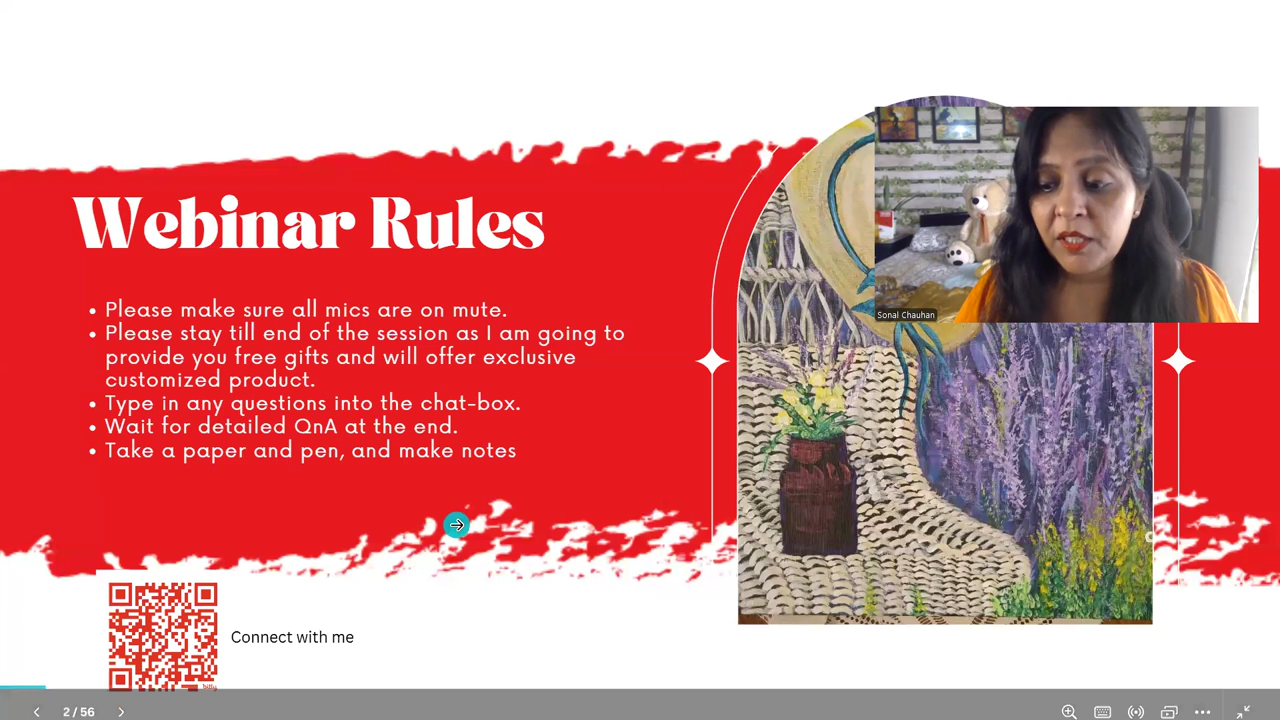 Webinar Rules
• Please make sure all mics are on mute.
• Please stay till end of the session as I am going to
provide you free gifts and will offer exclusive
customized product.
• Type in any questions into the chat-box.
• Wait for detailed QnA at the end.
• Take a paper and pen, and make notes
Sonal Chauhan
Connect with me
bitly
2 / 56